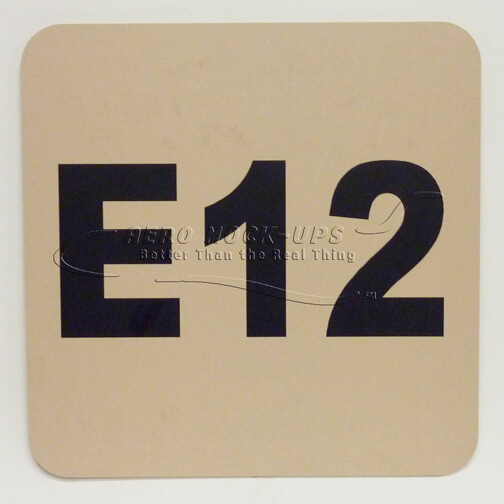 E12
AERO MOCK-UPS
Better Than the Real Thing